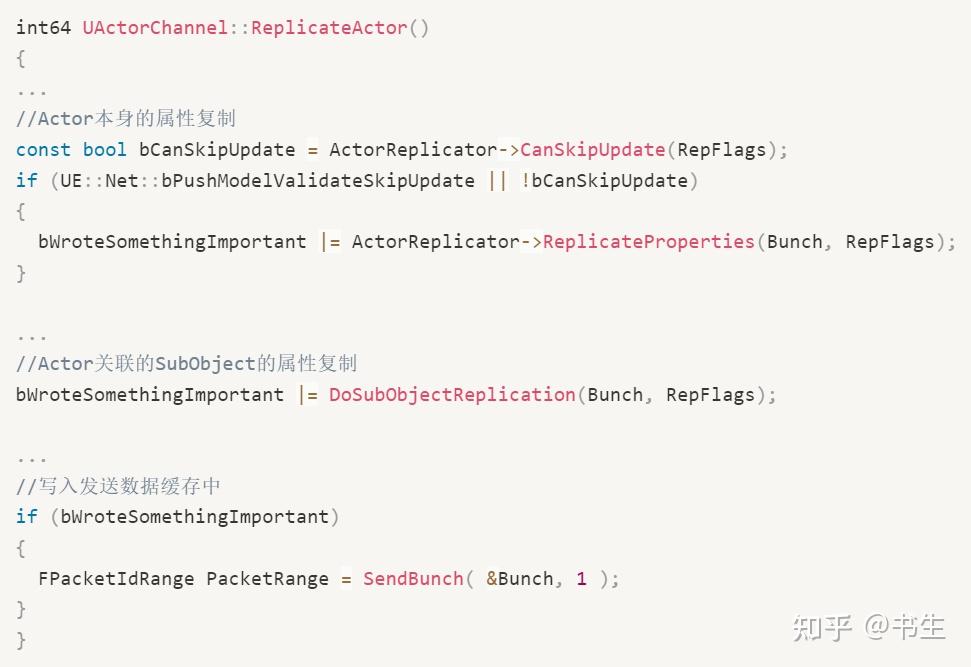 int64 UActorChannel::ReplicateActor()
{
...
//Actor本身的属性复制
const bool bCanSkipUpdate = ActorReplicator->CanSkipUpdate(RepFlags);
if (UE::Net::bPushModelValidateSkipUpdate || !bCanSkipUpdate)
{
  bWroteSomethingImportant |= ActorReplicator->ReplicateProperties(Bunch, RepFlags);
}

...
//Actor关联的SubObject的属性复制
bWroteSomethingImportant |= DoSubObjectReplication(Bunch, RepFlags);

...
//写入发送数据缓存中
if (bWroteSomethingImportant)
{
  FPacketIdRange PacketRange = SendBunch( &Bunch, 1 );
}
}
知乎 @书生